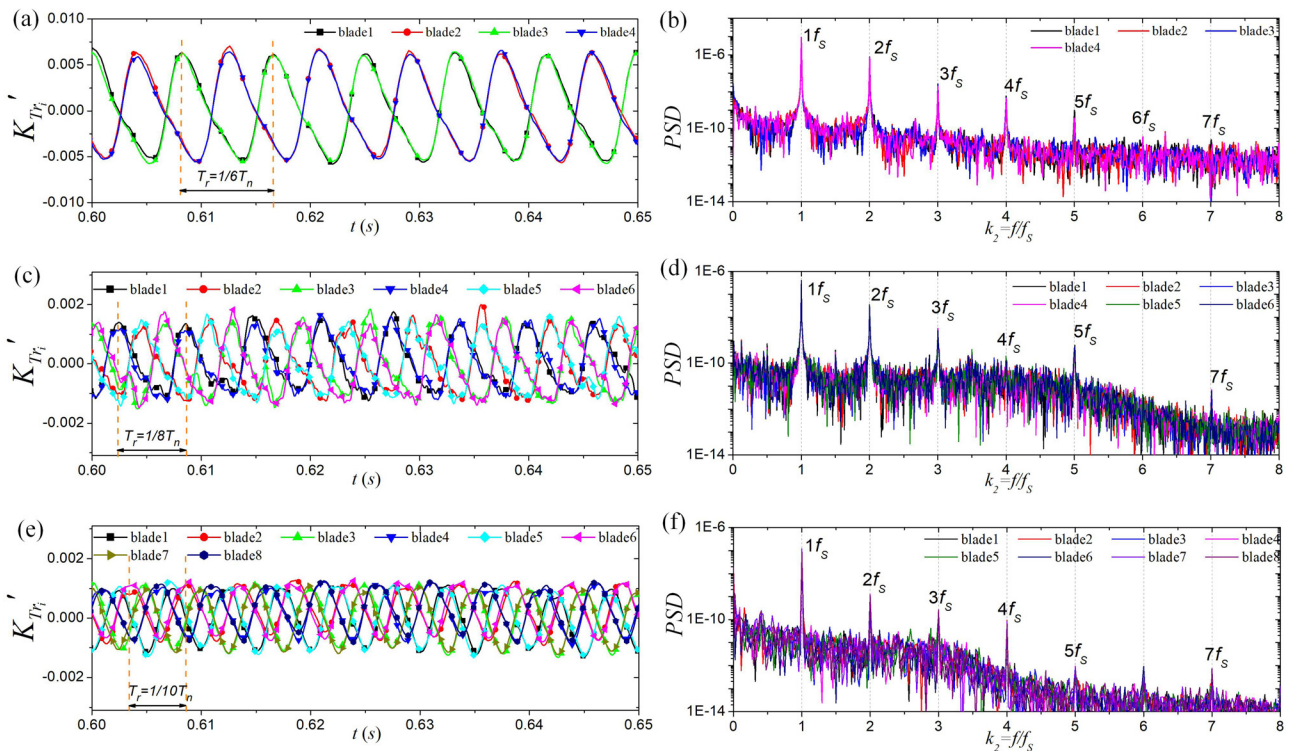 (a)
blade1 blade2 blade3 blade4
K_{Tr_i}′
0.010
0.005
0.000
-0.005
-0.010
T_r=1/6T_n
0.60 0.61 0.62 0.63 0.64 0.65
t (s)
(b)
blade1 blade2 blade3
blade4
PSD
1E-6
1E-10
1E-14
1f_S
2f_S
3f_S
4f_S
5f_S
6f_S
7f_S
0 1 2 3 4 5 6 7 8
k_2=f/f_S
(c)
blade1 blade2 blade3 blade4 blade5 blade6
K_{Tr_i}′
0.002
0.000
-0.002
T_r=1/8T_n
0.60 0.61 0.62 0.63 0.64 0.65
t (s)
(d)
blade1 blade2 blade3
blade4 blade5 blade6
PSD
1E-6
1E-10
1E-14
1f_S
2f_S
3f_S
4f_S
5f_S
7f_S
0 1 2 3 4 5 6 7 8
k_2=f/f_S
(e)
blade1 blade2 blade3 blade4 blade5 blade6
blade7 blade8
K_{Tr_i}′
0.002
0.000
-0.002
T_r=1/10T_n
0.60 0.61 0.62 0.63 0.64 0.65
t (s)
(f)
blade1 blade2 blade3 blade4
blade5 blade6 blade7 blade8
PSD
1E-6
1E-10
1E-14
1f_S
2f_S
3f_S
4f_S
5f_S
7f_S
0 1 2 3 4 5 6 7 8
k_2=f/f_S